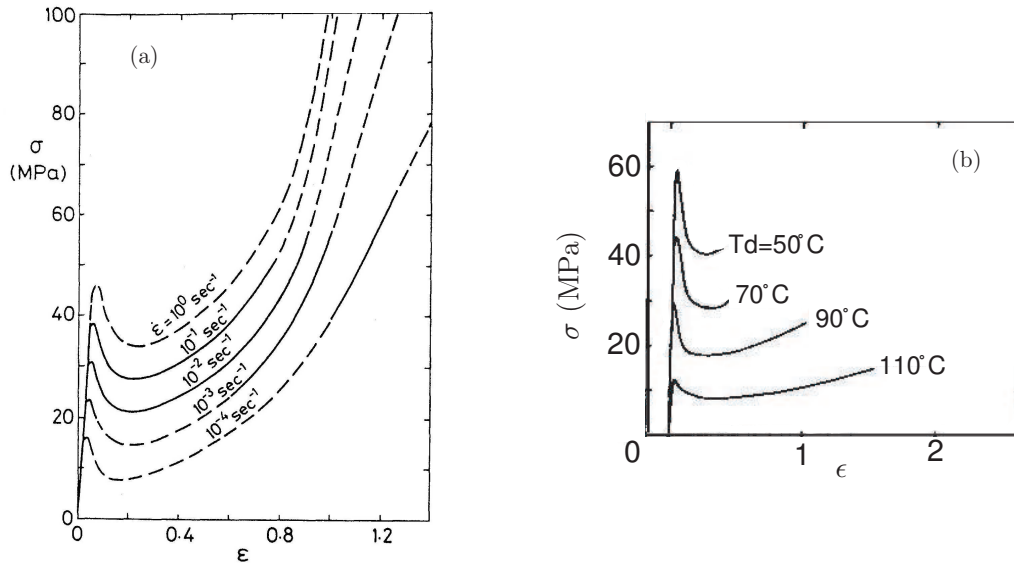 (a)
100
80
σ
(MPa)
60
40
20
0
ε̇ = 10⁰ sec⁻¹
10⁻¹ sec⁻¹
10⁻² sec⁻¹
10⁻³ sec⁻¹
10⁻⁴ sec⁻¹
0 0·4 0·8 1·2
ε
(b)
60
40
20
0
σ (MPa)
Td=50°C
70°C
90°C
110°C
1 2
ϵ